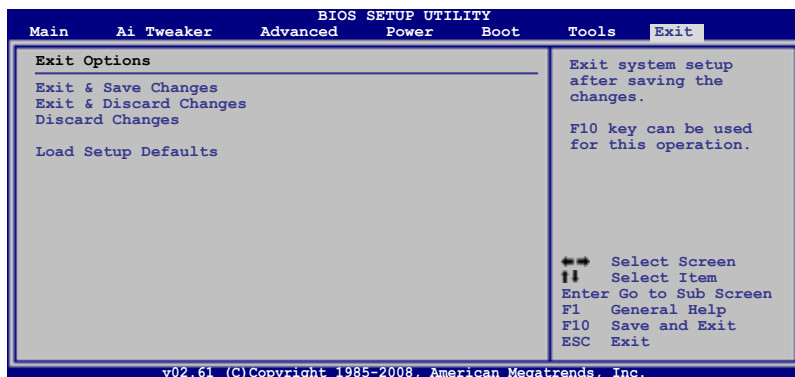 BIOS SETUP UTILITY
Main Ai Tweaker Advanced Power Boot Tools Exit
Exit Options
Exit & Save Changes
Exit & Discard Changes
Discard Changes
Load Setup Defaults
Exit system setup
after saving the
changes.
F10 key can be used
for this operation.
Select Screen
Select Item
Enter Go to Sub Screen
F1 General Help
F10 Save and Exit
ESC Exit
v02.61 (C)Copyright 1985-2008, American Megatrends, Inc.